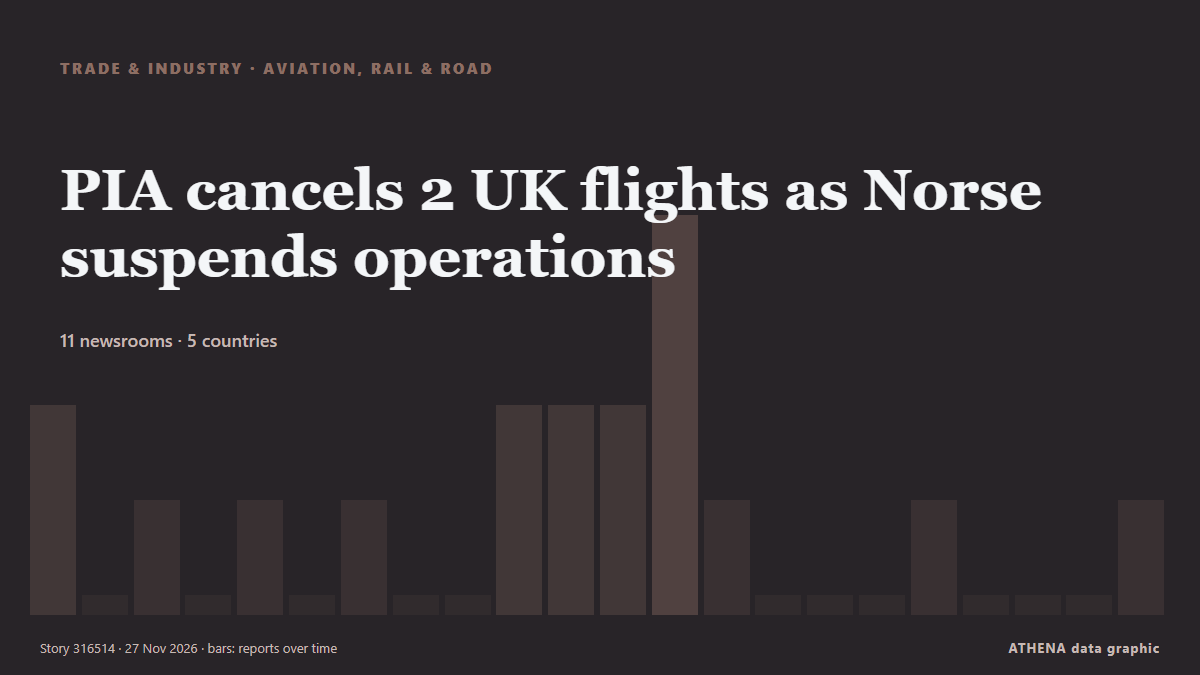 TRADE & INDUSTRY · AVIATION, RAIL & ROAD
PIA cancels 2 UK flights as Norse
suspends operations
11 newsrooms · 5 countries
Story 316514 · 27 Nov 2026 · bars: reports over time
ATHENA data graphic